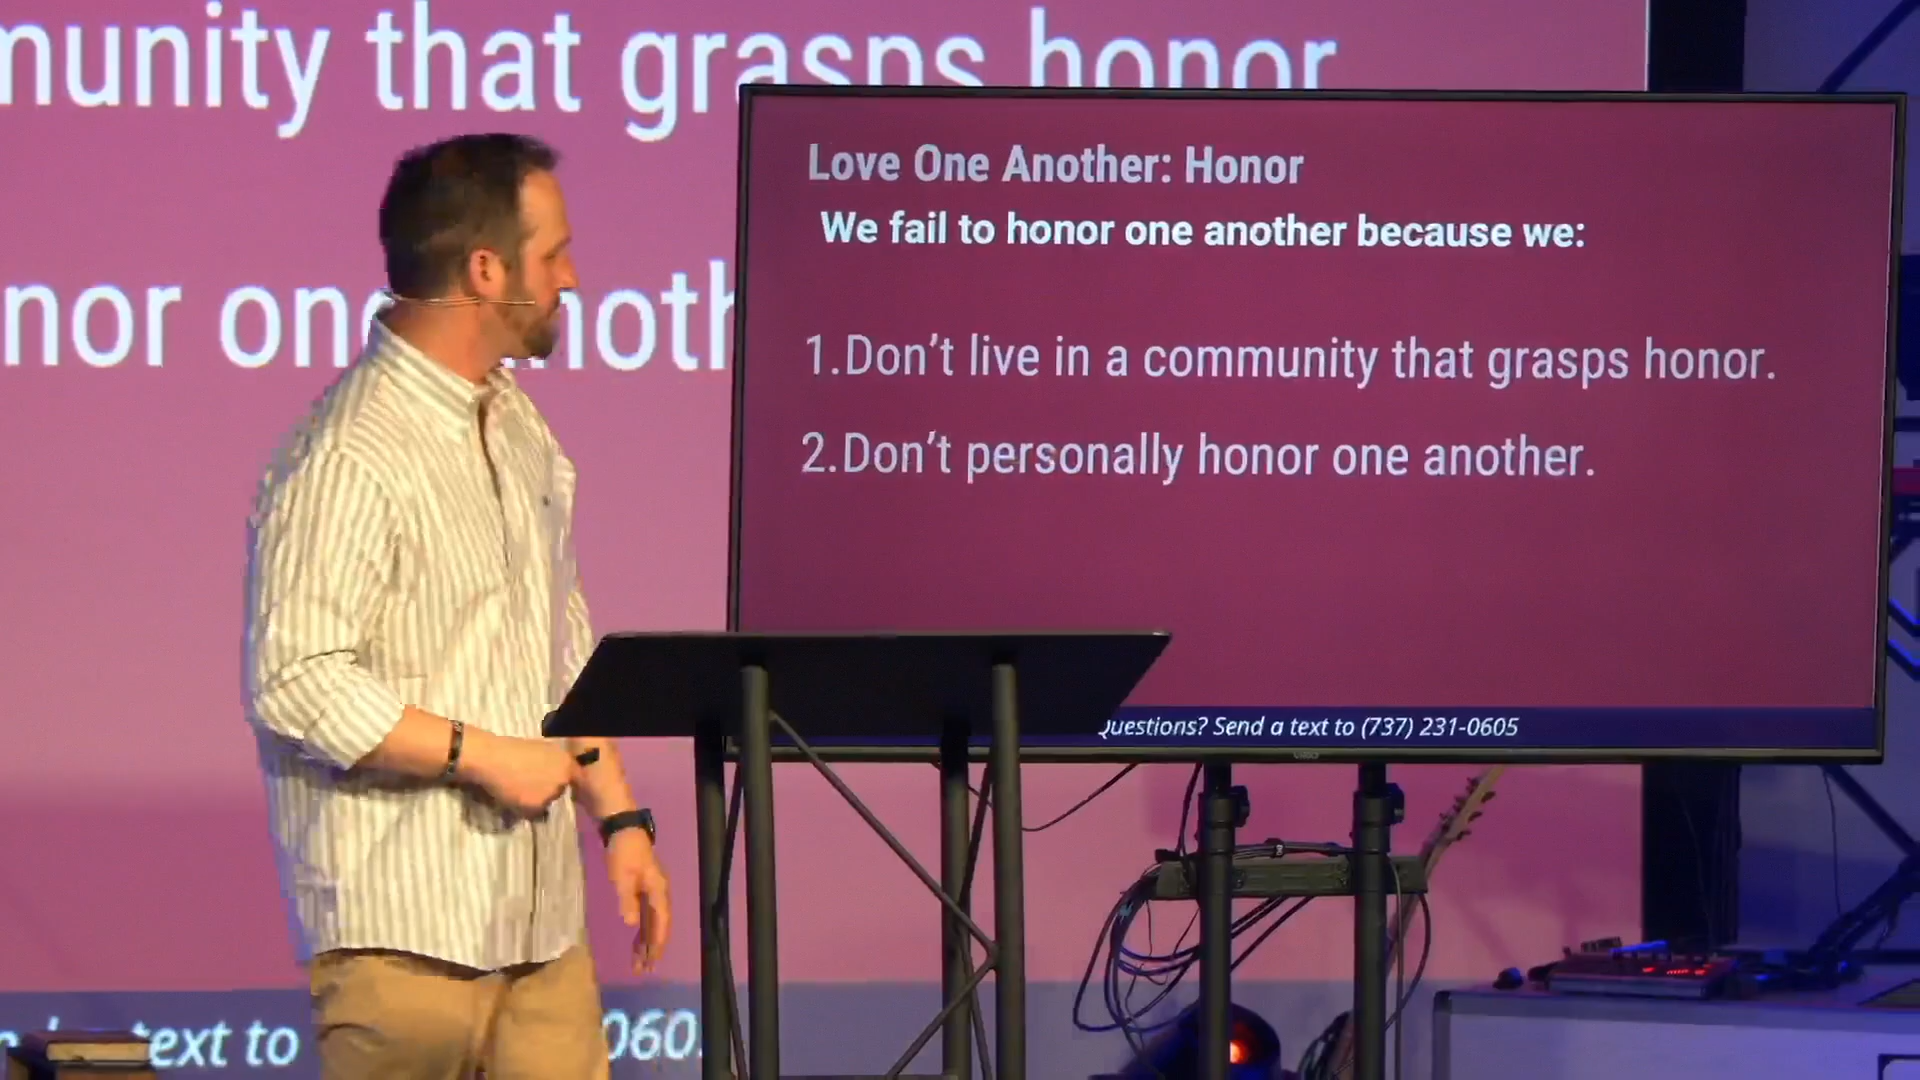 munity that grasps honor
nor one anoth
Love One Another: Honor
We fail to honor one another because we:
1.Don't live in a community that grasps honor.
2.Don't personally honor one another.
Questions? Send a text to (737) 231-0605
text to 060